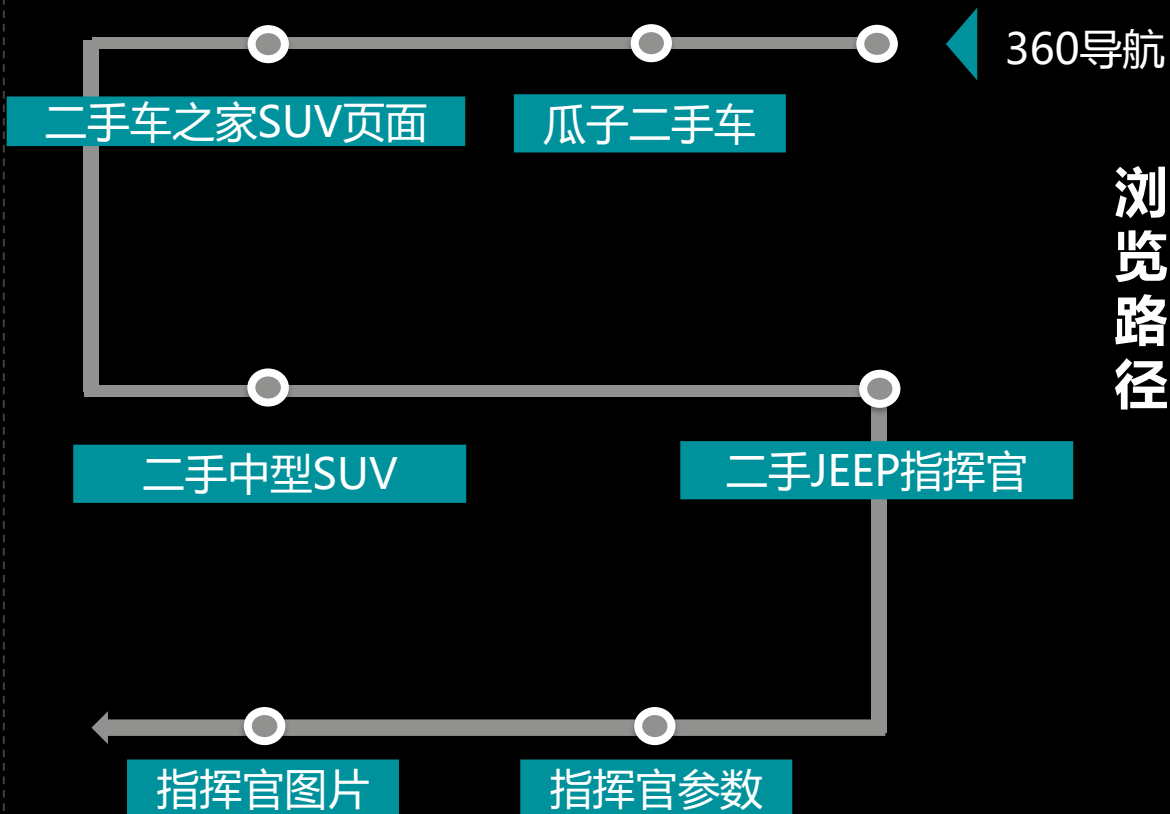 360导航
瓜子二手车
二手车之家SUV页面
浏览路径
二手中型SUV
二手JEEP指挥官
指挥官参数
指挥官图片